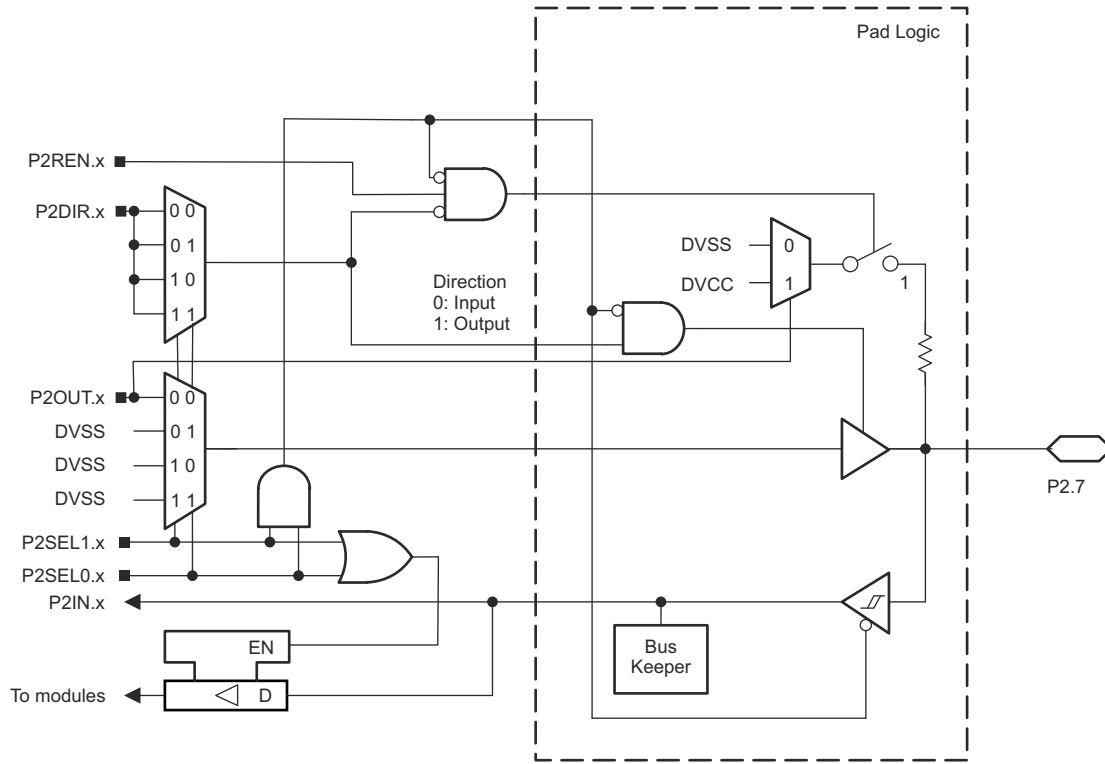 Pad Logic
P2REN.x
P2DIR.x
0 0
0 1
1 0
1 1
Direction
0: Input
1: Output
DVSS
0
DVCC
1
1
P2OUT.x
0 0
DVSS
0 1
DVSS
1 0
DVSS
1 1
P2.7
P2SEL1.x
P2SEL0.x
P2IN.x
Bus
Keeper
EN
To modules
D